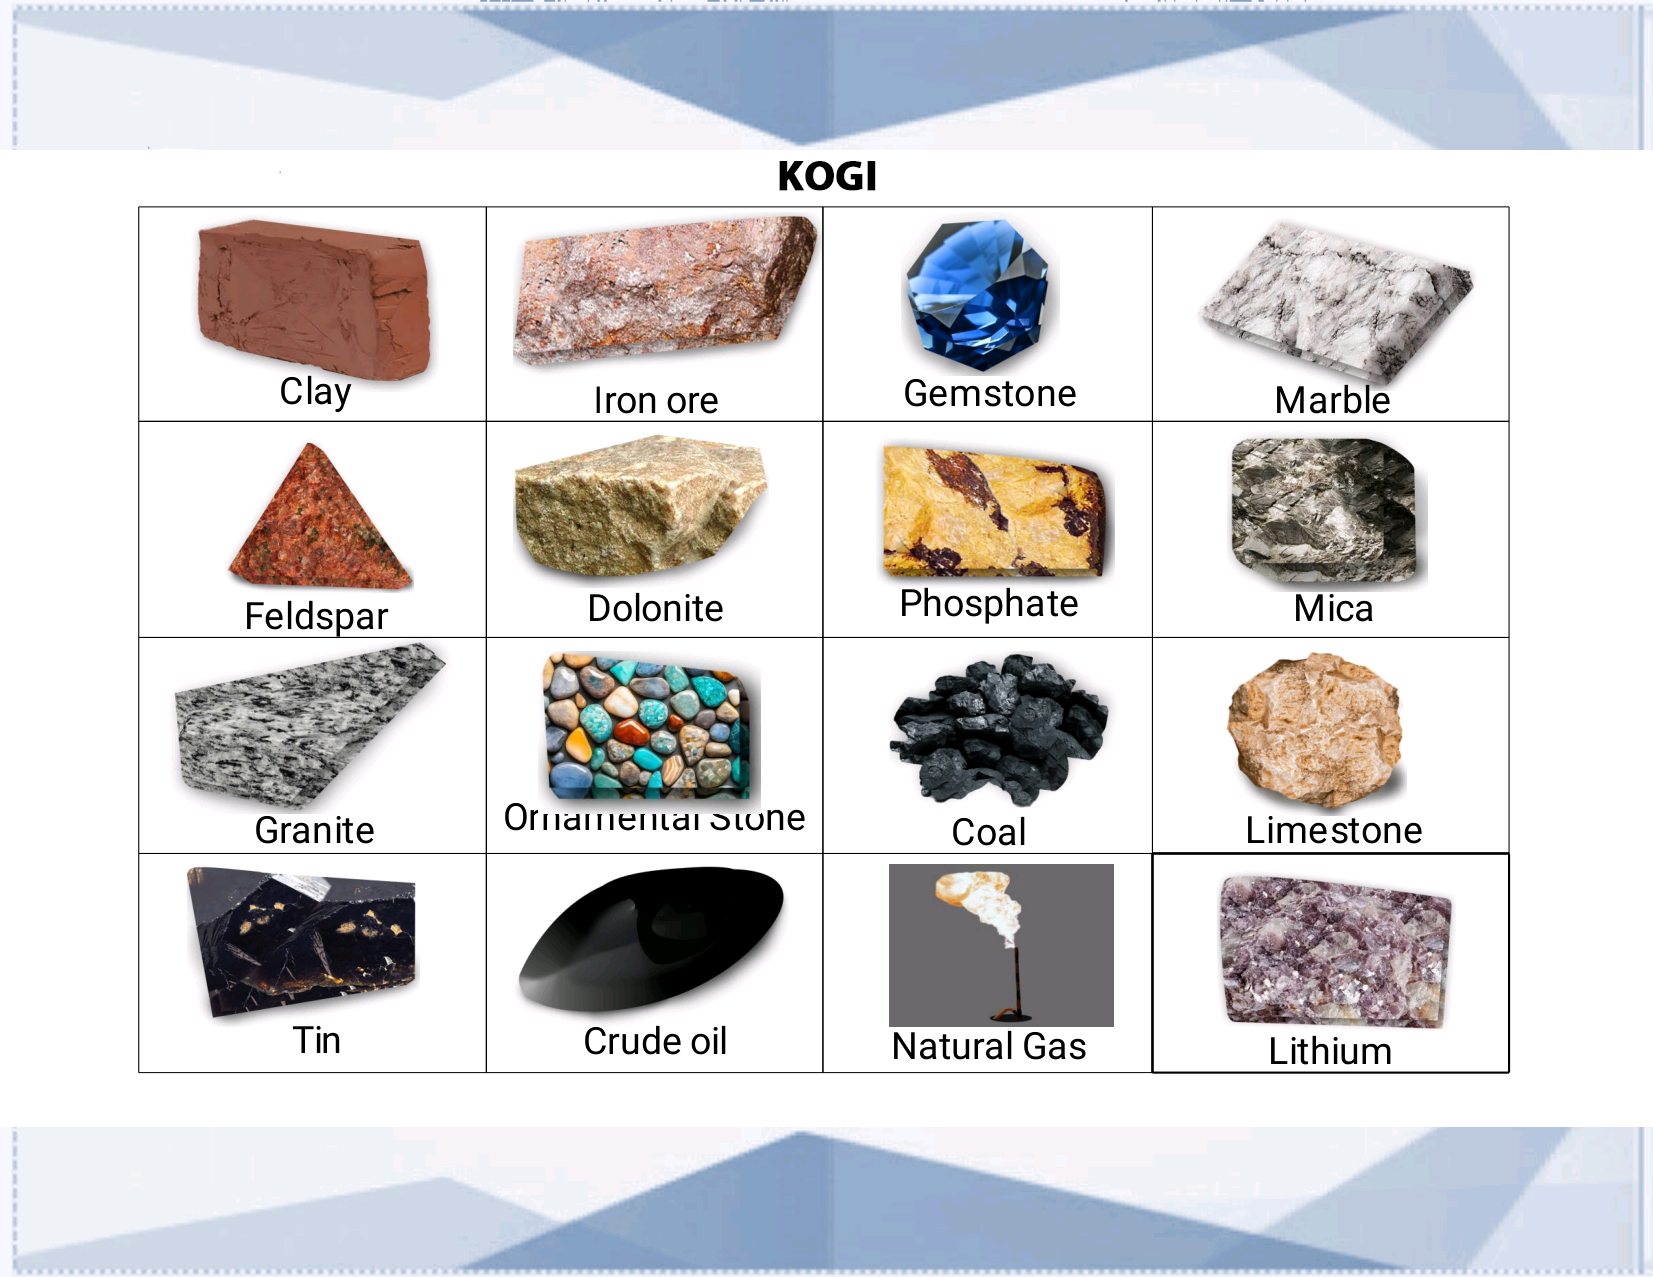 KOGI
Clay
Iron ore
Gemstone
Marble
Feldspar
Dolonite
Phosphate
Mica
Granite
Ornamental Stone
Coal
Limestone
Tin
Crude oil
Natural Gas
Lithium